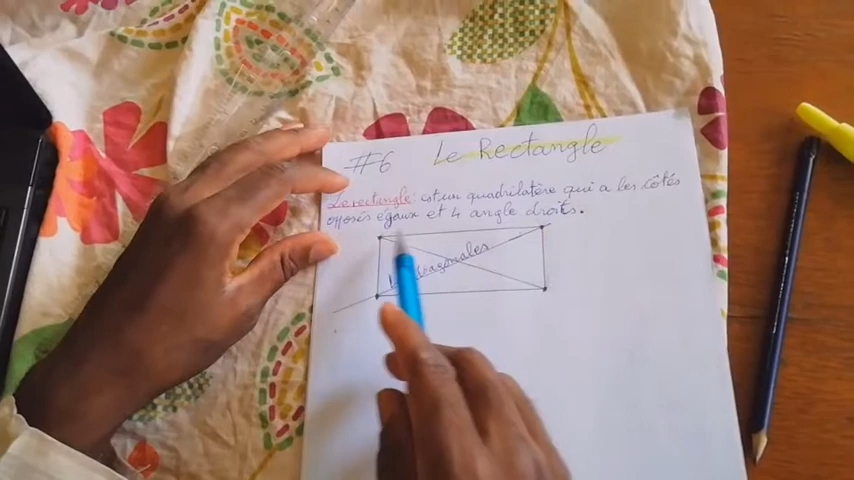 #6 Le Rectangle
Le rectangle: est un quadrilatère qui a les côtés
opposés égaux et 4 angle droits.
diagonales